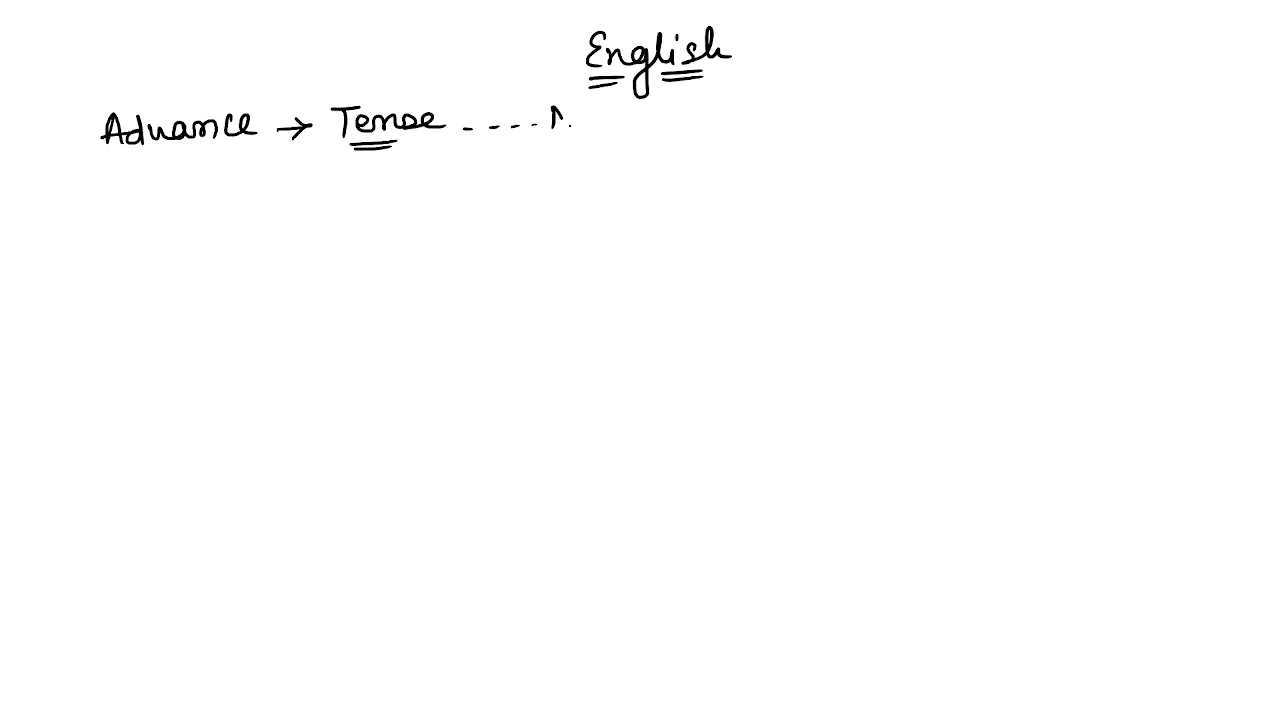 English
Advance → Tense ----